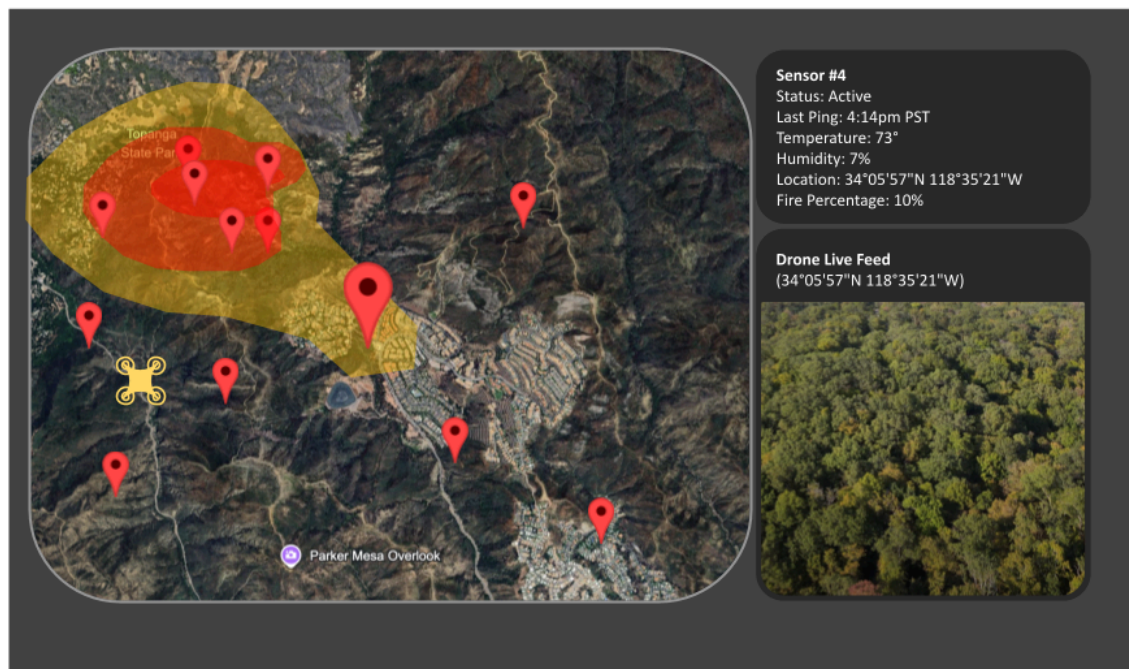 Topanga
State Par
Parker Mesa Overlook
Sensor #4
Status: Active
Last Ping: 4:14pm PST
Temperature: 73°
Humidity: 7%
Location: 34°05'57"N 118°35'21"W
Fire Percentage: 10%
Drone Live Feed
(34°05'57"N 118°35'21"W)